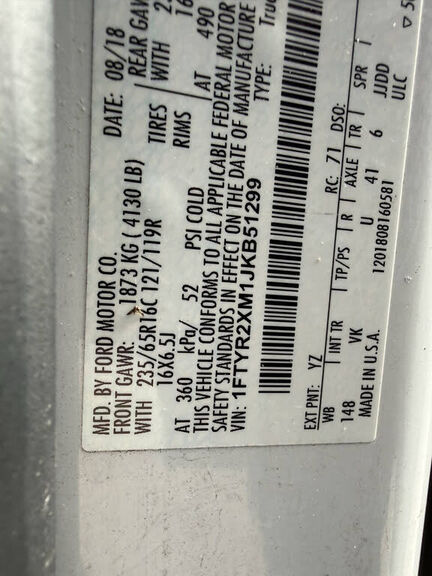 MFD. BY FORD MOTOR CO.
DATE: 08/18
FRONT GAWR: 1873 KG ( 4130 LB)
REAR GAW
WITH 235/65R16C 121/119R
TIRES
WITH
16X6.5J
RIMS
16
AT 360 kPa/ 52 PSI COLD
AT 490
THIS VEHICLE CONFORMS TO ALL APPLICABLE FEDERAL MOTOR
SAFETY STANDARDS IN EFFECT ON THE DATE OF MANUFACTURE
VIN: 1FTYR2XM1JKB51299
TYPE:
EXT PNT: YZ RC: 71 DSO:
WB | INT TR | TP/PS | R | AXLE | TR | SPR |
148 VK U 41 6 JJDD
MADE IN U.S.A. 1201808160581 ULC